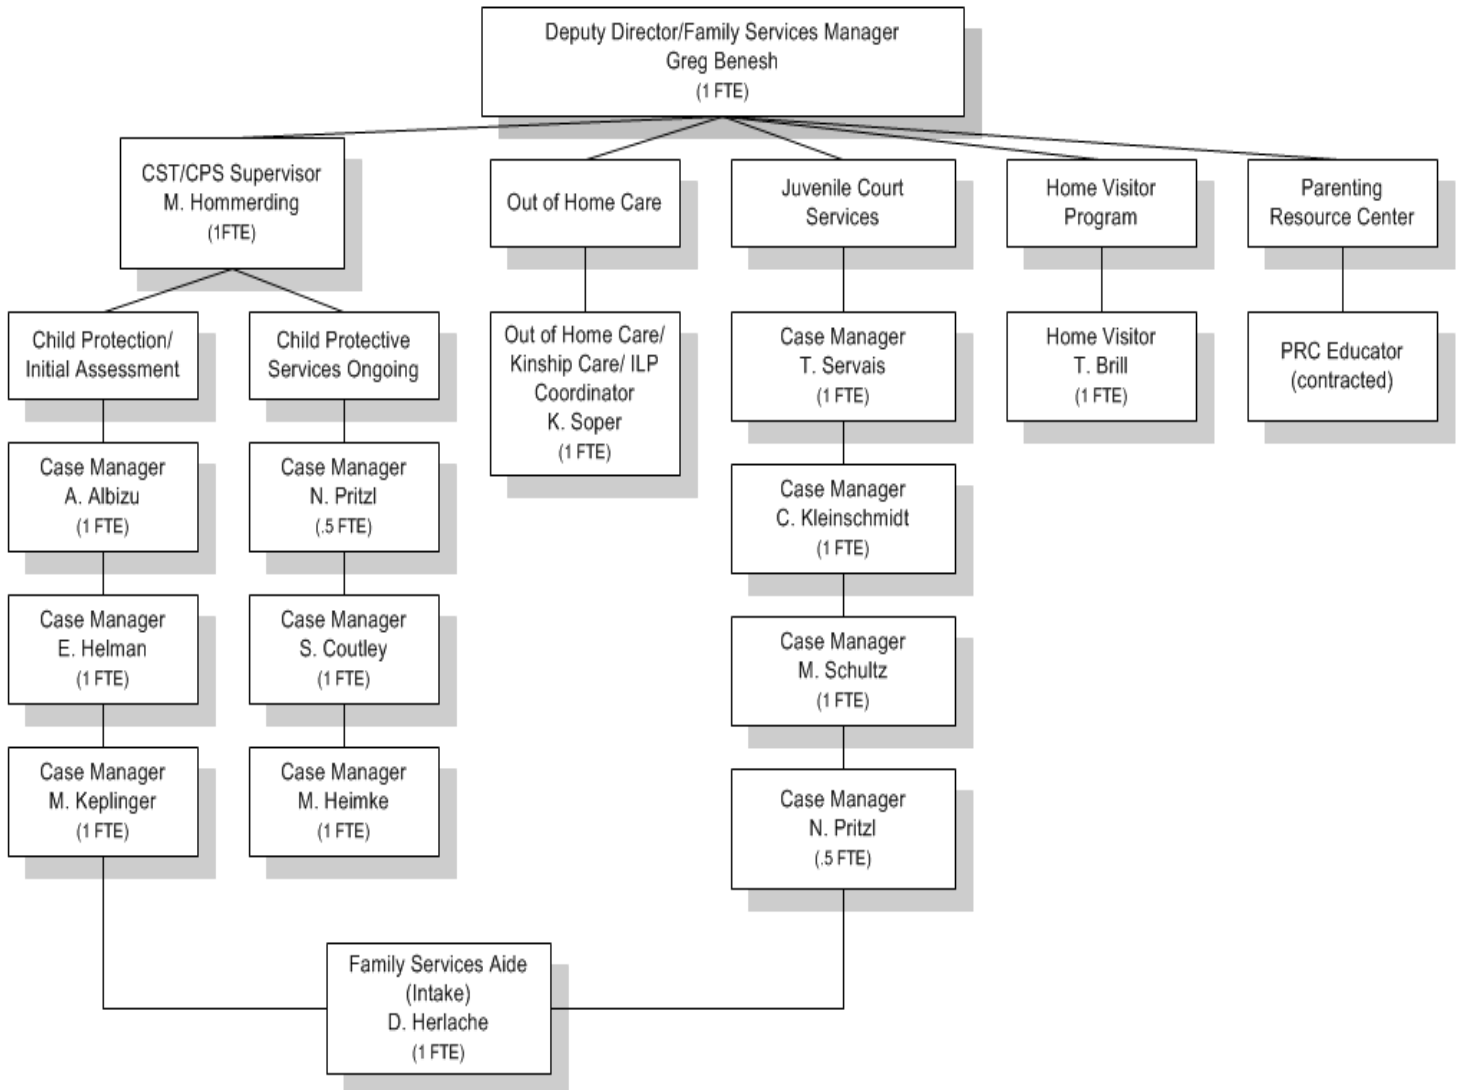 Deputy Director/Family Services Manager
Greg Benesh
(1 FTE)
CST/CPS Supervisor
M. Hommerding
(1FTE)
Out of Home Care
Juvenile Court
Services
Home Visitor
Program
Parenting
Resource Center
Child Protection/
Initial Assessment
Child Protective
Services Ongoing
Out of Home Care/
Kinship Care/ ILP
Coordinator
K. Soper
(1 FTE)
Case Manager
T. Servais
(1 FTE)
Home Visitor
T. Brill
(1 FTE)
PRC Educator
(contracted)
Case Manager
A. Albizu
(1 FTE)
Case Manager
N. Pritzl
(.5 FTE)
Case Manager
C. Kleinschmidt
(1 FTE)
Case Manager
E. Helman
(1 FTE)
Case Manager
S. Coutley
(1 FTE)
Case Manager
M. Schultz
(1 FTE)
Case Manager
M. Keplinger
(1 FTE)
Case Manager
M. Heimke
(1 FTE)
Case Manager
N. Pritzl
(.5 FTE)
Family Services Aide
(Intake)
D. Herlache
(1 FTE)